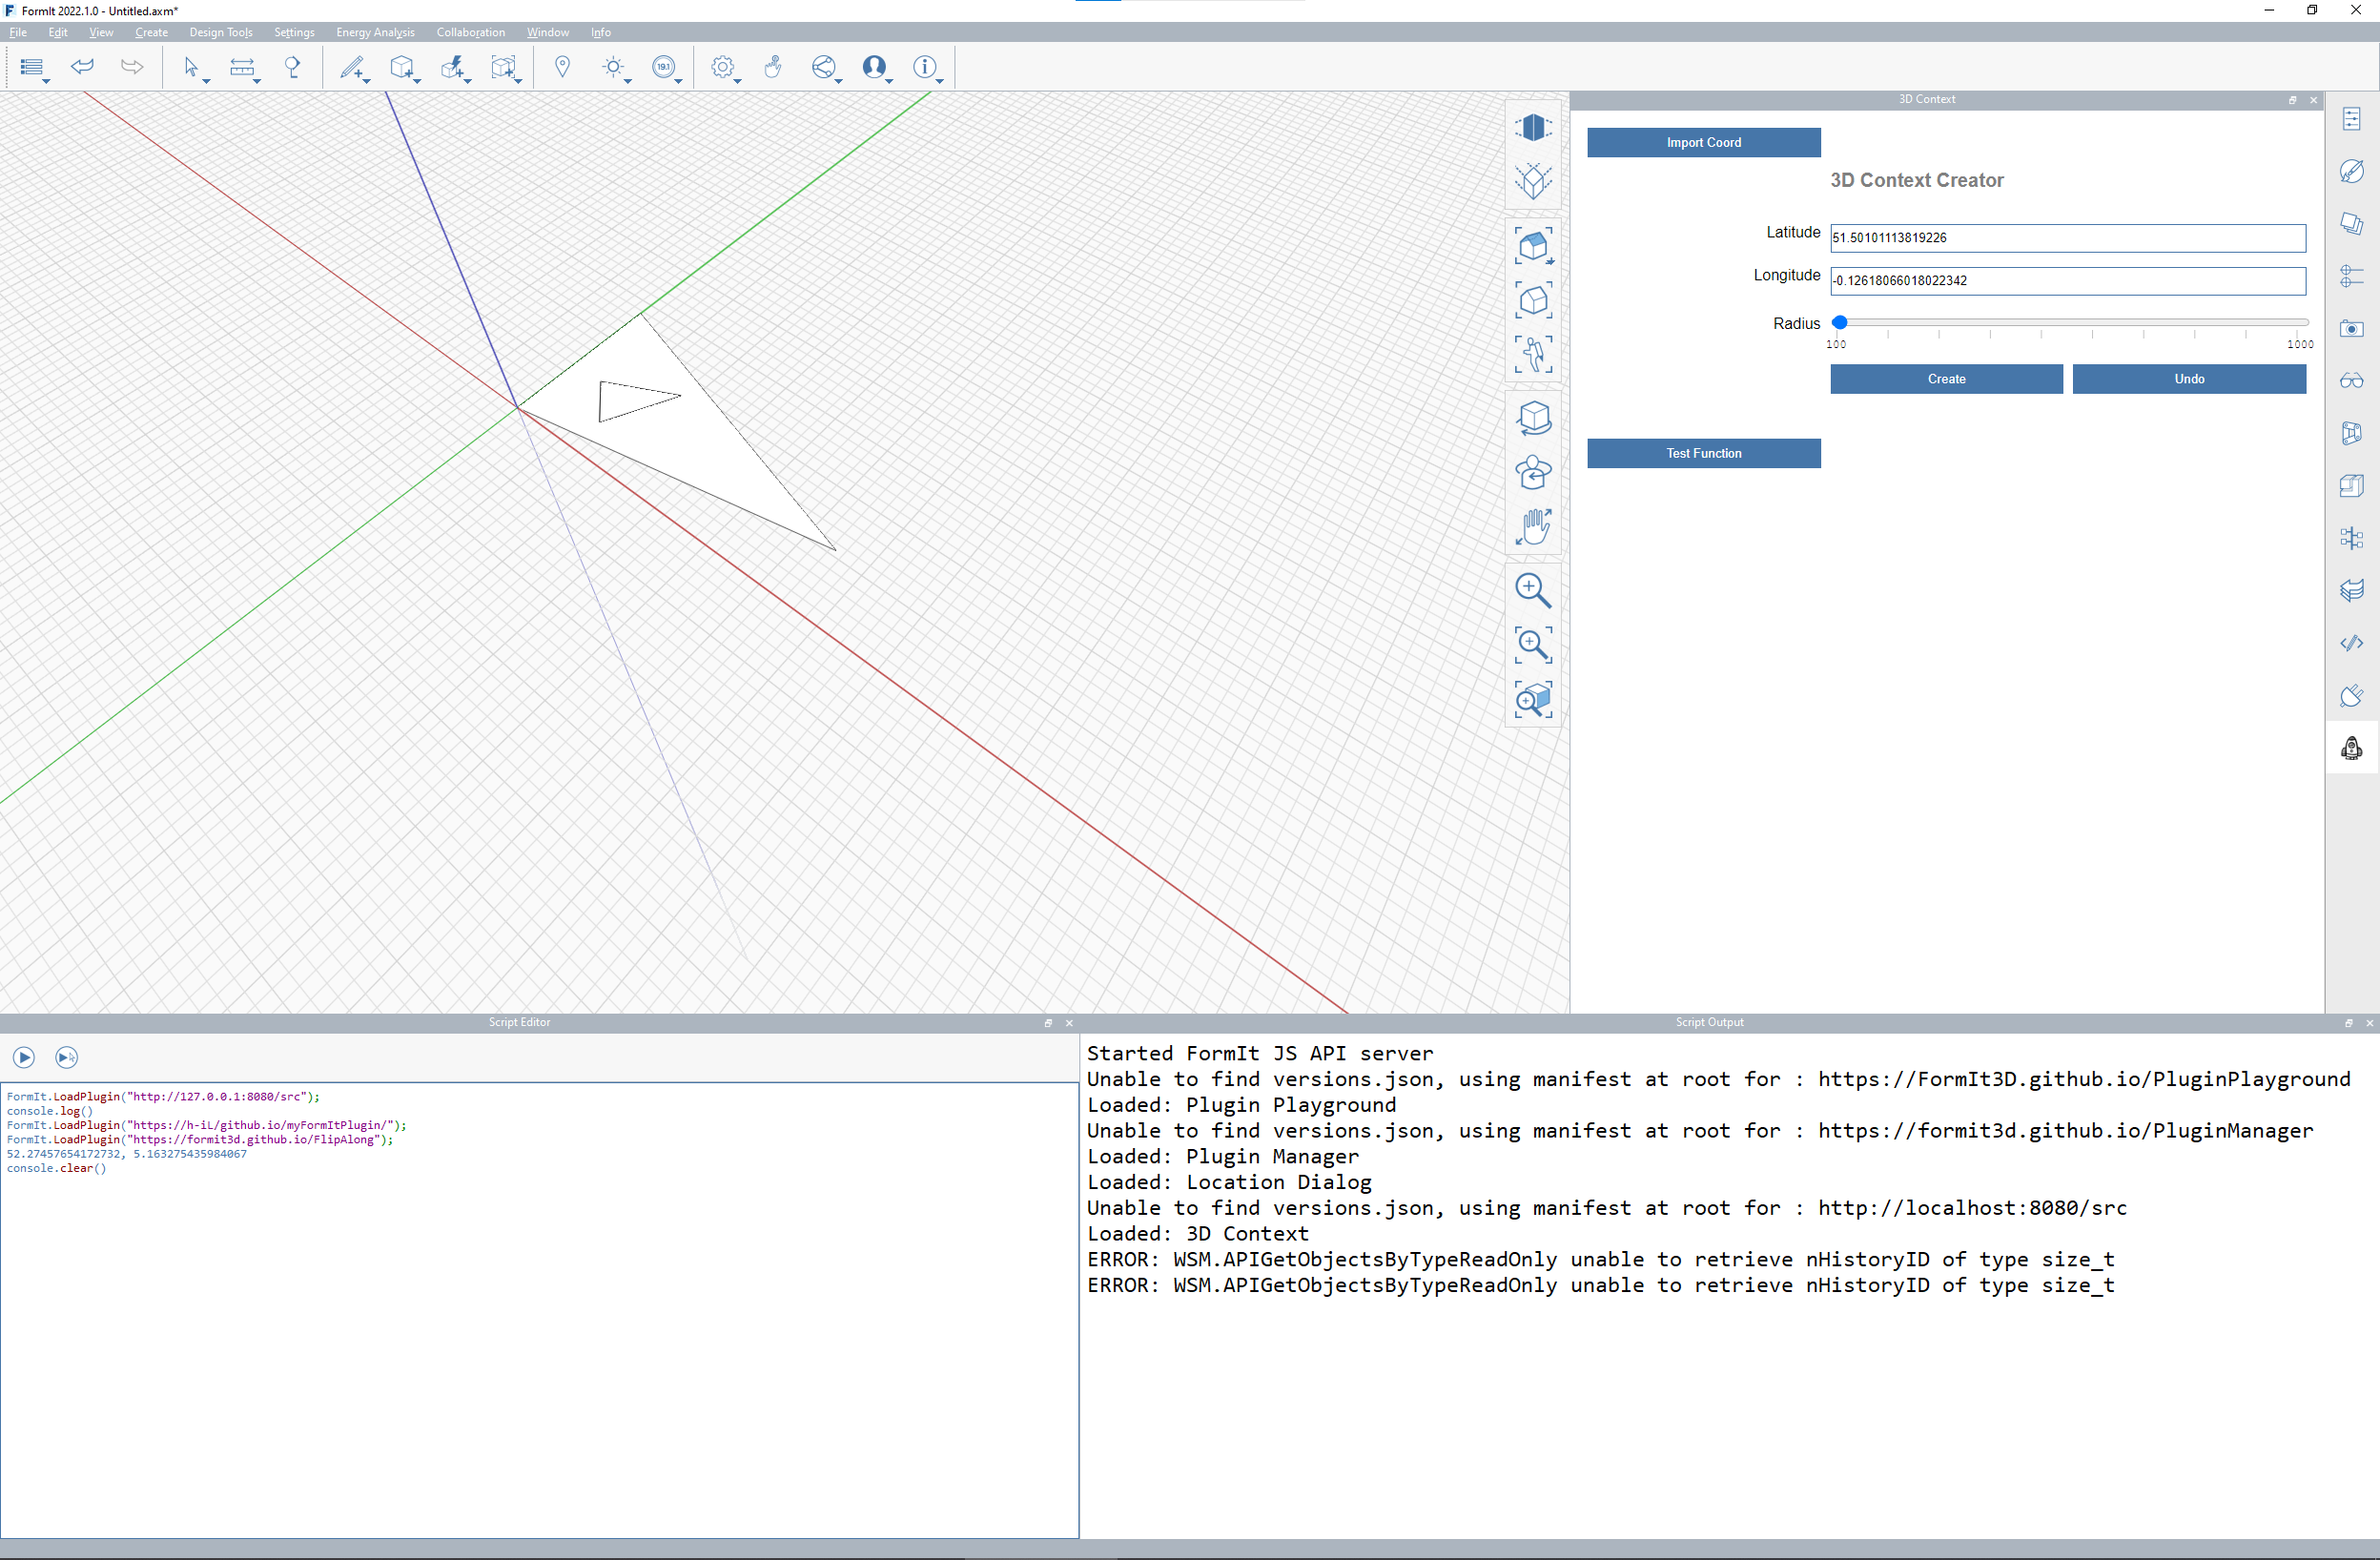 FormIt 2022.1.0 - Untitled.axm*
File Edit View Create Design Tools Settings Energy Analysis Collaboration Window Info
19.1
3D Context
Import Coord
3D Context Creator
Latitude 51.50101113819226
Longitude -0.12618066018022342
Radius
100 1000
Create Undo
Test Function
Script Editor
FormIt.LoadPlugin("http://127.0.0.1:8080/src");
console.log()
FormIt.LoadPlugin("https://h-iL/github.io/myFormItPlugin/");
FormIt.LoadPlugin("https://formit3d.github.io/FlipAlong");
52.27457654172732, 5.163275435984067
console.clear()
Script Output
Started FormIt JS API server
Unable to find versions.json, using manifest at root for : https://FormIt3D.github.io/PluginPlayground
Loaded: Plugin Playground
Unable to find versions.json, using manifest at root for : https://formit3d.github.io/PluginManager
Loaded: Plugin Manager
Loaded: Location Dialog
Unable to find versions.json, using manifest at root for : http://localhost:8080/src
Loaded: 3D Context
ERROR: WSM.APIGetObjectsByTypeReadOnly unable to retrieve nHistoryID of type size_t
ERROR: WSM.APIGetObjectsByTypeReadOnly unable to retrieve nHistoryID of type size_t